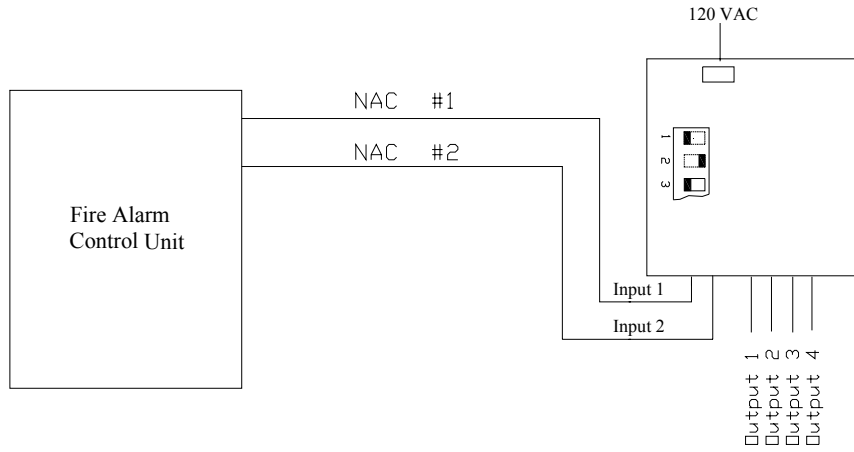 120 VAC
NAC #1
NAC #2
1
2
3
Fire Alarm
Control Unit
Input 1
Input 2
Output 1
Output 2
Output 3
Output 4